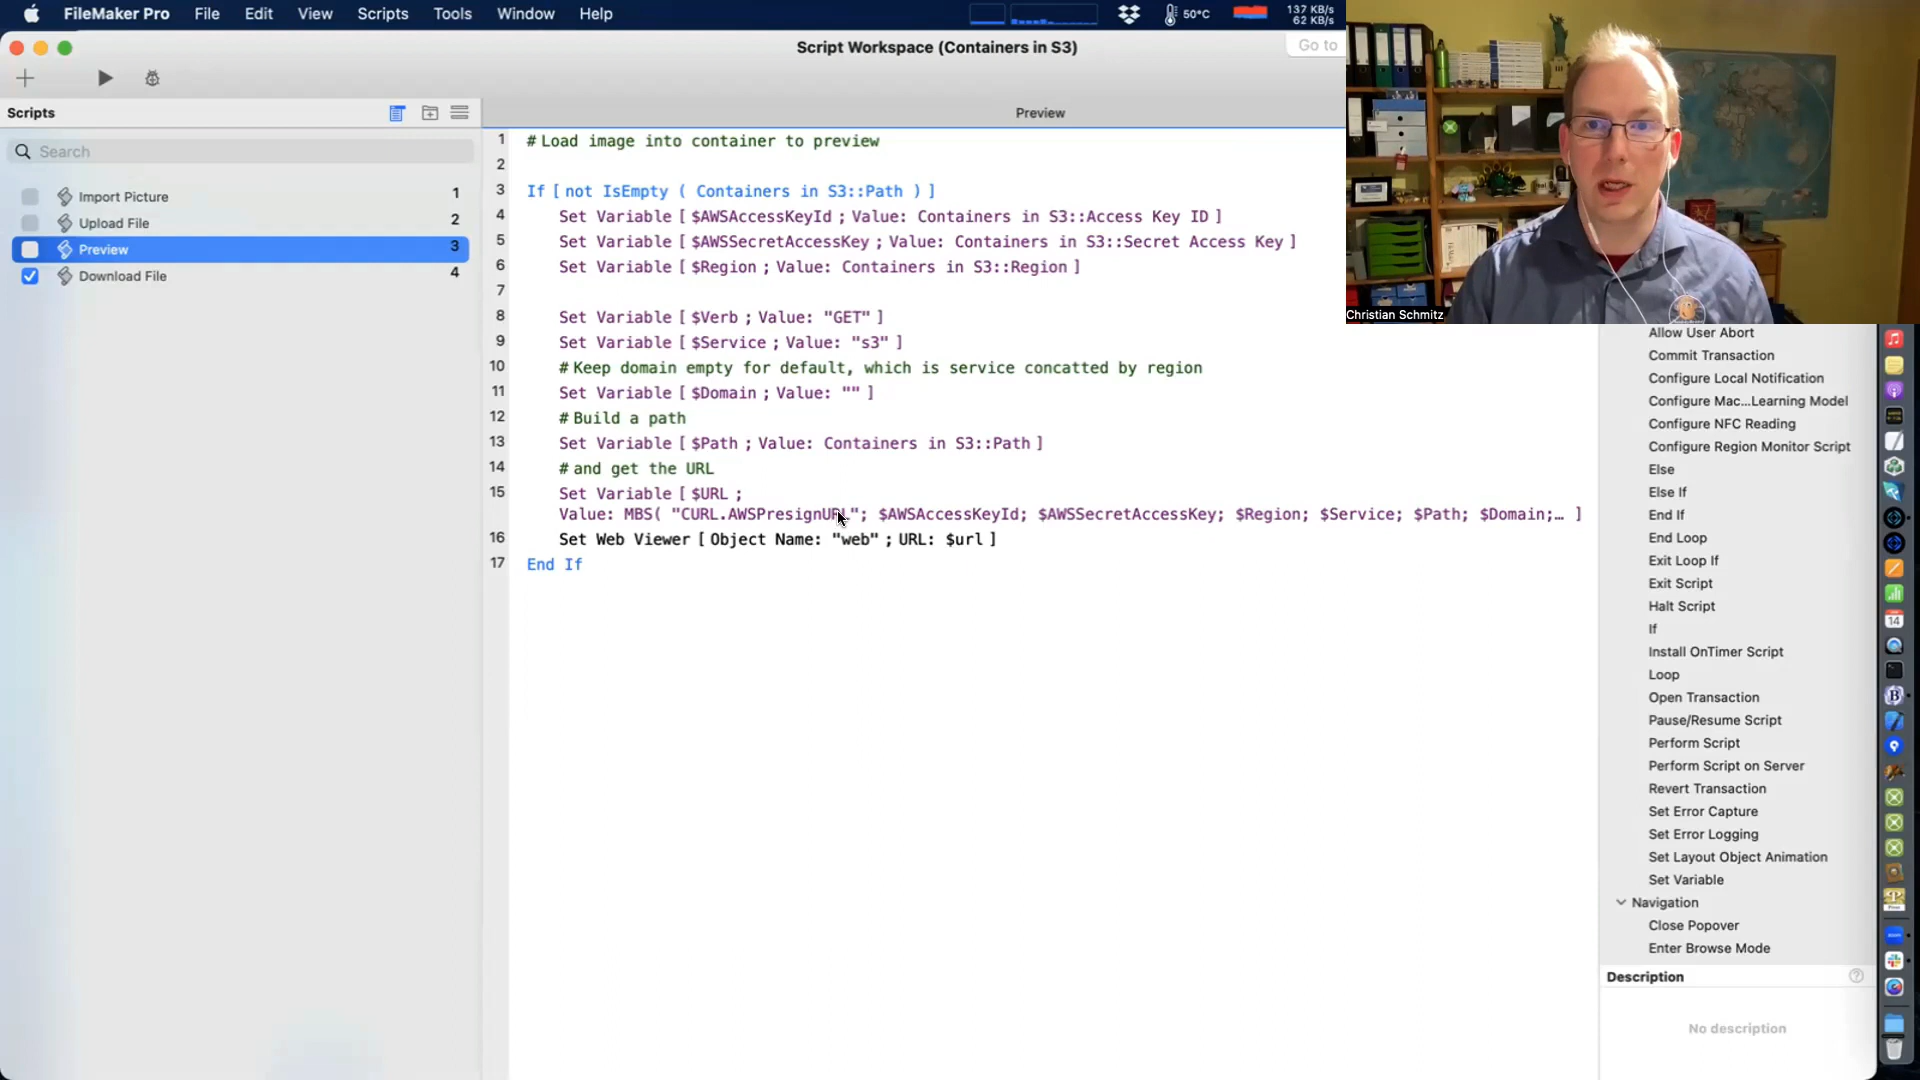 FileMaker Pro File Edit View Scripts Tools Window Help
50°C
137 KB/s
62 KB/s
Script Workspace (Containers in S3)
Go to
Scripts
Preview
Search
Import Picture 1
Upload File 2
Preview 3
Download File 4
1 # Load image into container to preview
2
3 If [ not IsEmpty ( Containers in S3::Path ) ]
4 Set Variable [ $AWSAccessKeyId ; Value: Containers in S3::Access Key ID ]
5 Set Variable [ $AWSSecretAccessKey ; Value: Containers in S3::Secret Access Key ]
6 Set Variable [ $Region ; Value: Containers in S3::Region ]
7
8 Set Variable [ $Verb ; Value: "GET" ]
9 Set Variable [ $Service ; Value: "s3" ]
10 # Keep domain empty for default, which is service concatted by region
11 Set Variable [ $Domain ; Value: "" ]
12 # Build a path
13 Set Variable [ $Path ; Value: Containers in S3::Path ]
14 # and get the URL
15 Set Variable [ $URL ;
Value: MBS( "CURL.AWSPresignURL"; $AWSAccessKeyId; $AWSSecretAccessKey; $Region; $Service; $Path; $Domain;… ]
16 Set Web Viewer [ Object Name: "web" ; URL: $url ]
17 End If
Christian Schmitz
Allow User Abort
Commit Transaction
Configure Local Notification
Configure Mac...Learning Model
Configure NFC Reading
Configure Region Monitor Script
Else
Else If
End If
End Loop
Exit Loop If
Exit Script
Halt Script
If
Install OnTimer Script
Loop
Open Transaction
Pause/Resume Script
Perform Script
Perform Script on Server
Revert Transaction
Set Error Capture
Set Error Logging
Set Layout Object Animation
Set Variable
Navigation
Close Popover
Enter Browse Mode
Description
No description
14